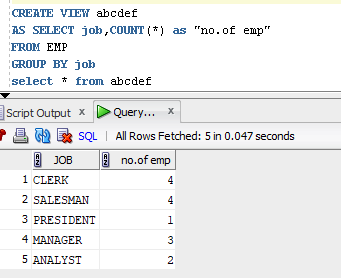 CREATE VIEW abcdef
AS SELECT job,COUNT(*) as "no.of emp"
FROM EMP
GROUP BY job
select * from abcdef
Script Output × Query... ×
SQL | All Rows Fetched: 5 in 0.047 seconds
JOB no.of emp
1 CLERK 4
2 SALESMAN 4
3 PRESIDENT 1
4 MANAGER 3
5 ANALYST 2